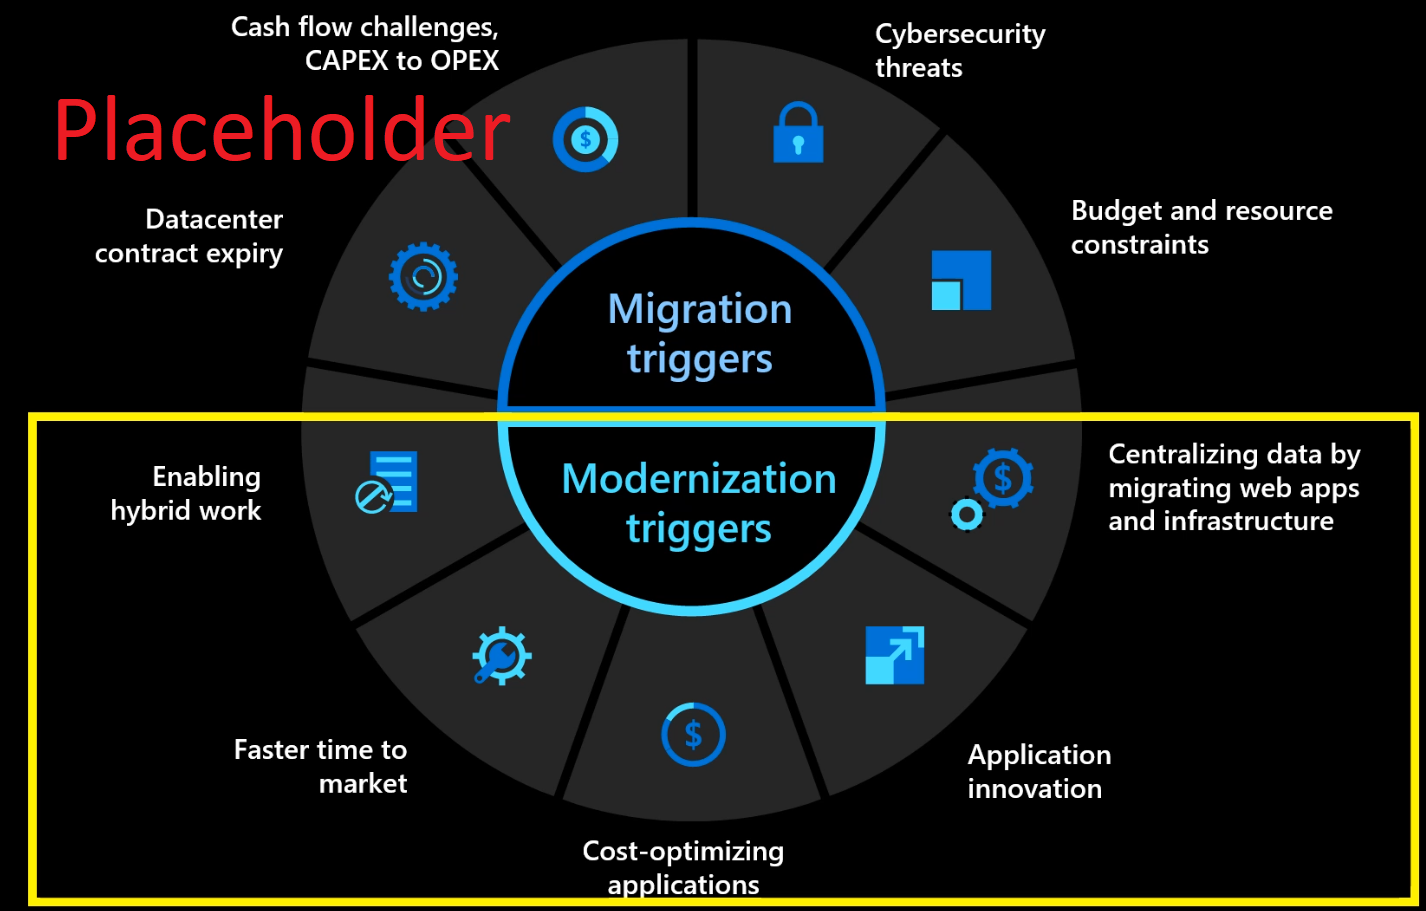 Cash flow challenges,
CAPEX to OPEX
Cybersecurity
threats
Placeholder
Datacenter
contract expiry
Budget and resource
constraints
Migration
triggers
Modernization
triggers
Enabling
hybrid work
Centralizing data by
migrating web apps
and infrastructure
Faster time to
market
Application
innovation
Cost-optimizing
applications
$
$
$